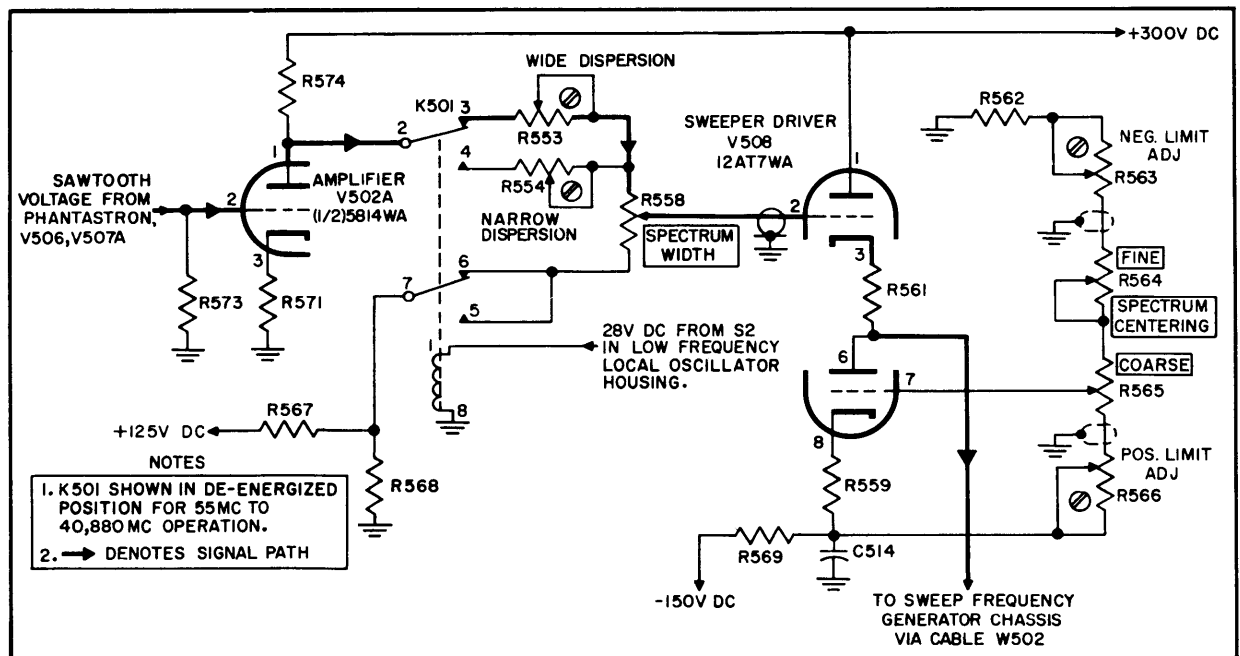 +300V DC
R574
WIDE DISPERSION
K501
3
2
R553
4
R554
NARROW
DISPERSION
1
SAWTOOTH
VOLTAGE FROM
PHANTASTRON,
V506, V507A
2
AMPLIFIER
V502A
(1/2)5814WA
3
R573
R571
R558
SPECTRUM
WIDTH
6
7
5
1
8
28V DC FROM S2
IN LOW FREQUENCY
LOCAL OSCILLATOR
HOUSING.
SWEEPER DRIVER
V508
12AT7WA
1
2
3
R561
6
7
8
R559
R569
C514
-150V DC
TO SWEEP FREQUENCY
GENERATOR CHASSIS
VIA CABLE W502
R562
NEG. LIMIT
ADJ
R563
FINE
R564
SPECTRUM
CENTERING
COARSE
R565
POS. LIMIT
ADJ
R566
R567
+125V DC
R568
NOTES
1. K501 SHOWN IN DE-ENERGIZED
POSITION FOR 55MC TO
40,880MC OPERATION.
2. DENOTES SIGNAL PATH